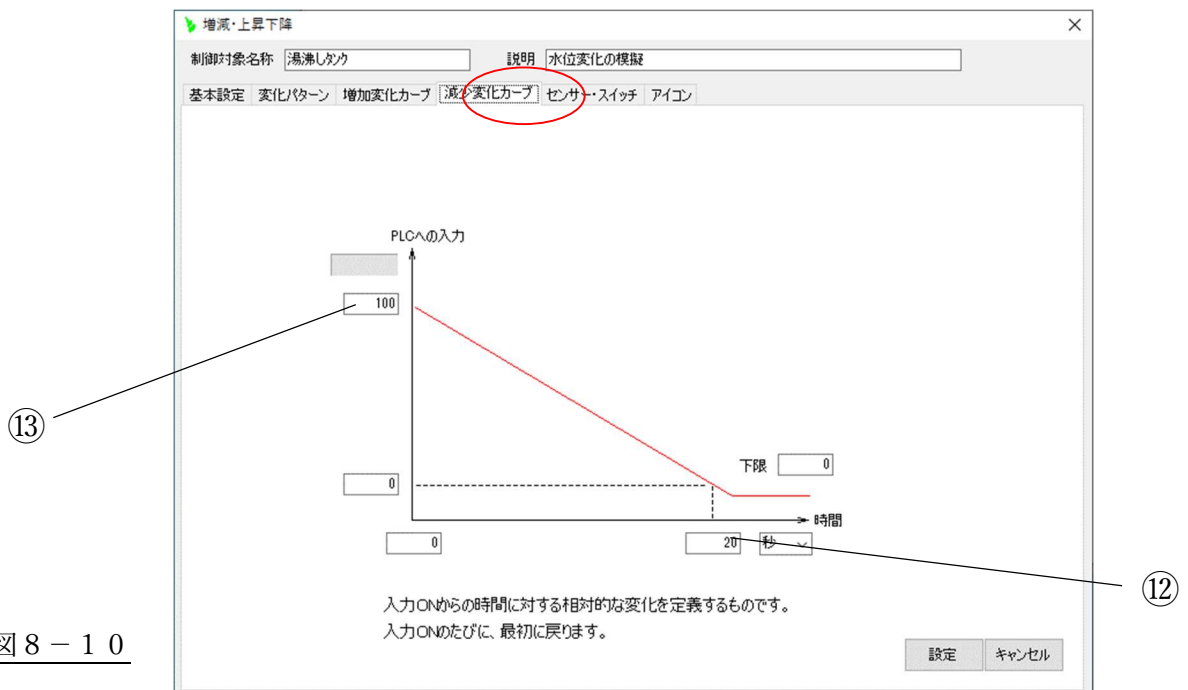 増減・上昇下降
制御対象名称 湯沸しタンク 説明 水位変化の模擬
基本設定 変化パターン 増加変化カーブ 減少変化カーブ センサー・スイッチ アイコン
PLCへの入力
100
⑬
下限 0
0
時間
0 20 秒
⑫
入力ONからの時間に対する相対的な変化を定義するものです。
入力ONのたびに、最初に戻ります。
図8-10
設定 キャンセル